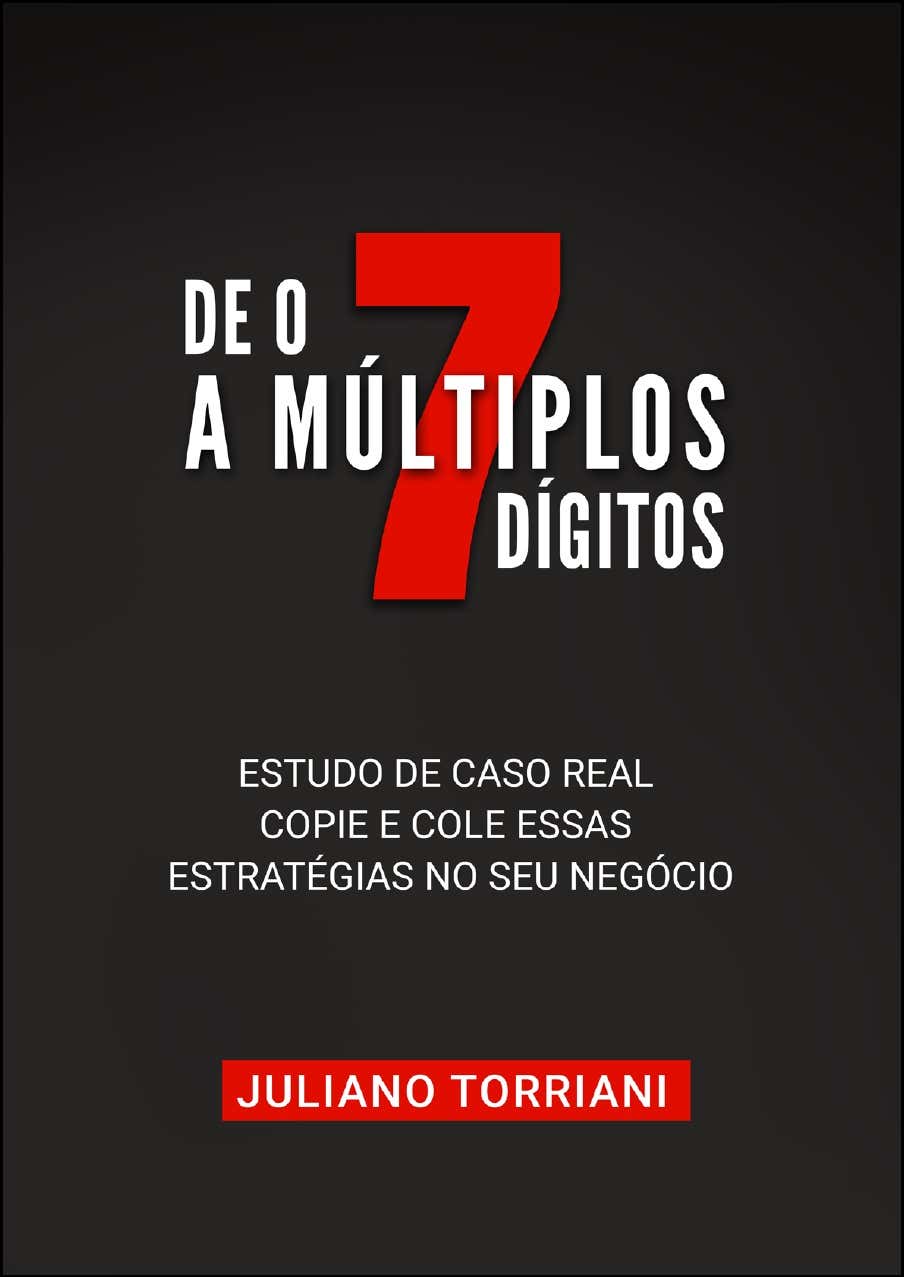 DE 0
7
A MÚLTIPLOS
DÍGITOS
ESTUDO DE CASO REAL
COPIE E COLE ESSAS
ESTRATÉGIAS NO SEU NEGÓCIO
JULIANO TORRIANI